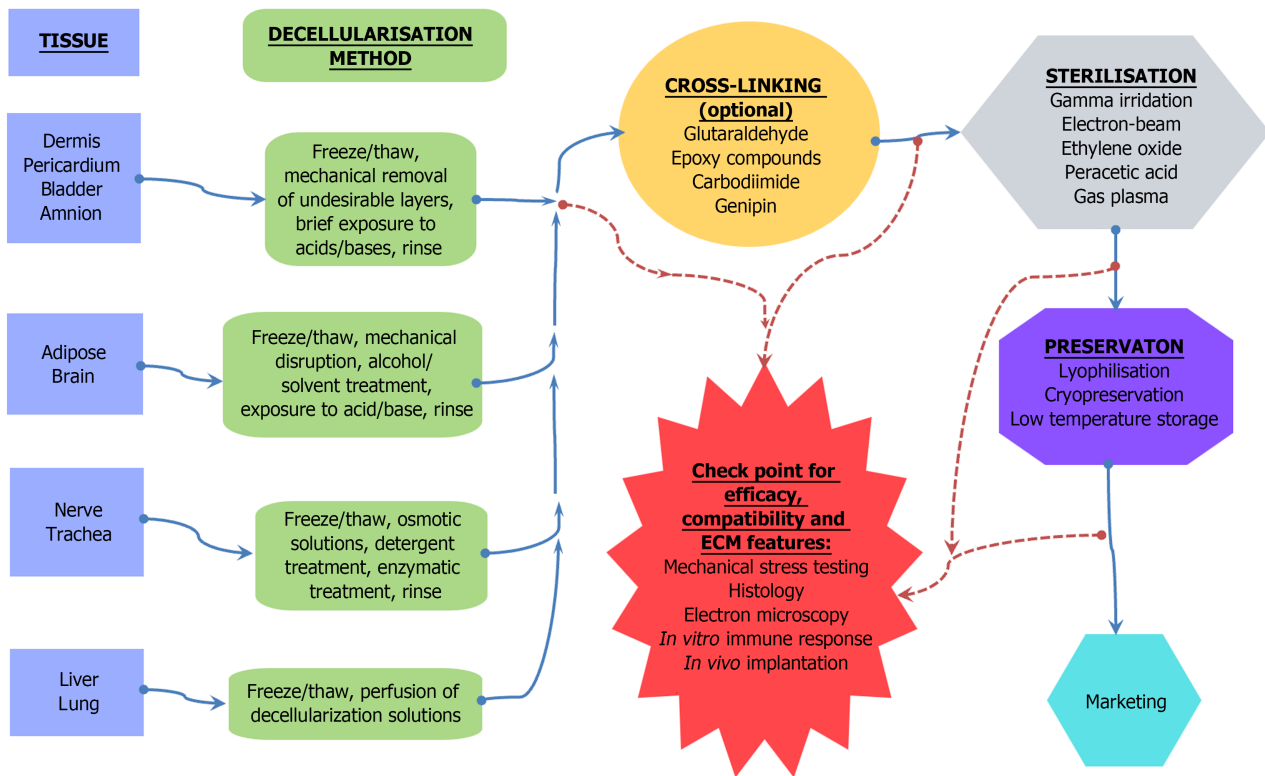 TISSUE
DECELLULARISATION
METHOD
Dermis
Pericardium
Bladder
Amnion
Freeze/thaw,
mechanical removal
of undesirable layers,
brief exposure to
acids/bases, rinse
Adipose
Brain
Freeze/thaw, mechanical
disruption, alcohol/
solvent treatment,
exposure to acid/base, rinse
Nerve
Trachea
Freeze/thaw, osmotic
solutions, detergent
treatment, enzymatic
treatment, rinse
Liver
Lung
Freeze/thaw, perfusion of
decellularization solutions
CROSS-LINKING
(optional)
Glutaraldehyde
Epoxy compounds
Carbodiimide
Genipin
STERILISATION
Gamma irridation
Electron-beam
Ethylene oxide
Peracetic acid
Gas plasma
PRESERVATON
Lyophilisation
Cryopreservation
Low temperature storage
Check point for
efficacy,
compatibility and
ECM features:
Mechanical stress testing
Histology
Electron microscopy
In vitro immune response
In vivo implantation
Marketing